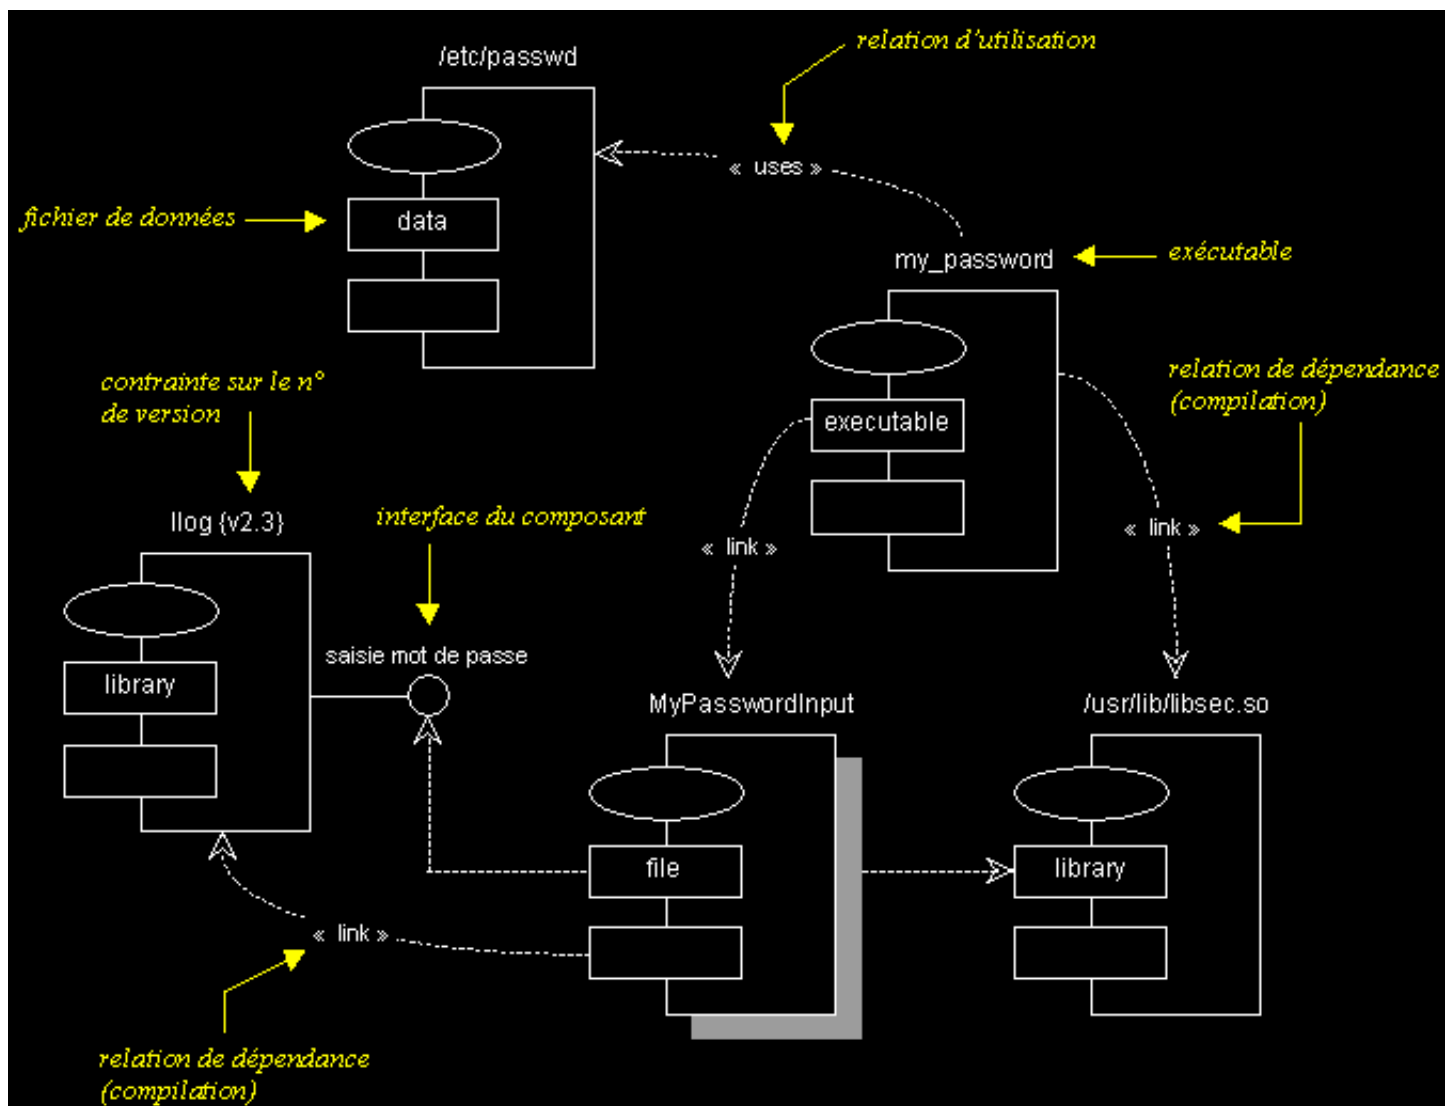 relation d'utilisation
/etc/passwd
« uses »
fichier de données
data
my_password
exécutable
contrainte sur le n°
de version
relation de dépendance
(compilation)
executable
llog {v2.3}
interface du composant
« link »
« link »
saisie mot de passe
library
MyPasswordInput
/usr/lib/libsec.so
file
library
« link »
relation de dépendance
(compilation)